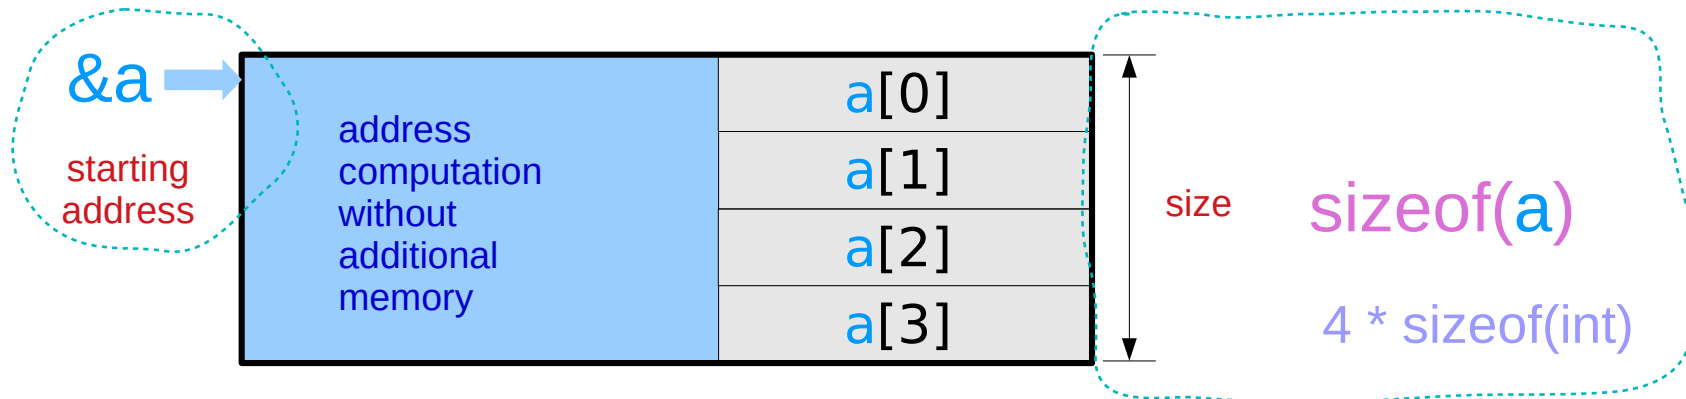 &a
starting
address
address
computation
without
additional
memory
a[0]
a[1]
a[2]
a[3]
size
sizeof(a)
4 * sizeof(int)